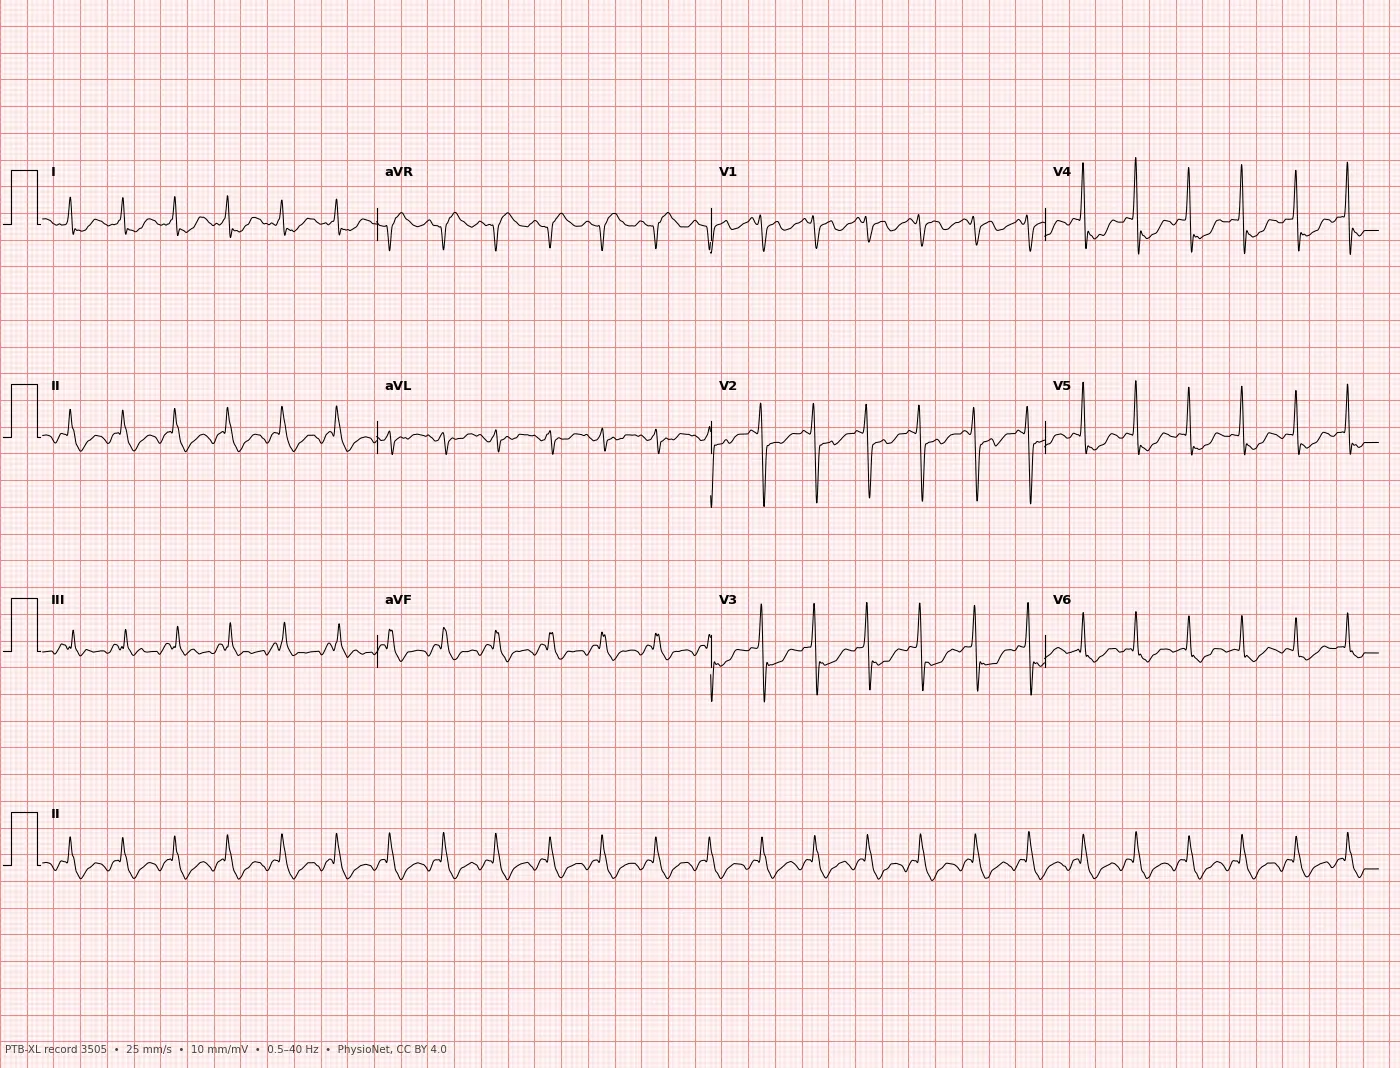 I aVR V1 V4
II aVL V2 V5
III aVF V3 V6
II
PTB-XL record 3505 • 25 mm/s • 10 mm/mV • 0.5–40 Hz • PhysioNet, CC BY 4.0